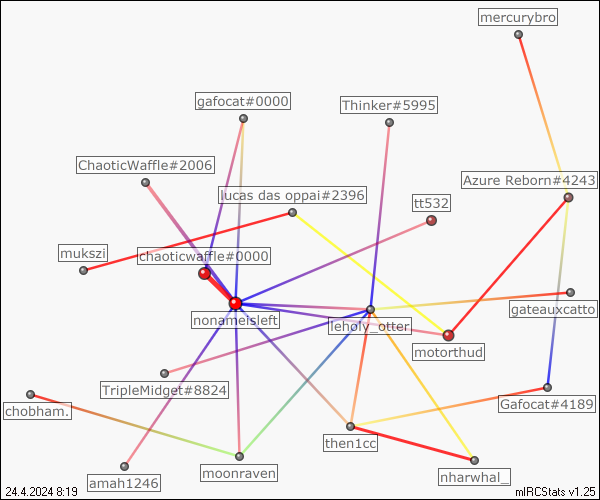 mercurybro
gafocat#0000
Thinker#5995
ChaoticWaffle#2006
Azure Reborn#4243
lucas das oppai#2396
tt532
chaoticwaffle#0000
mukszi
gateauxcatto
nonameisleft
leholy_otter
motorthud
TripleMidget#8824
Gafocat#4189
chobham.
then1cc
moonraven
nharwhal_
amah1246
24.4.2024 8:19
mIRCStats v1.25